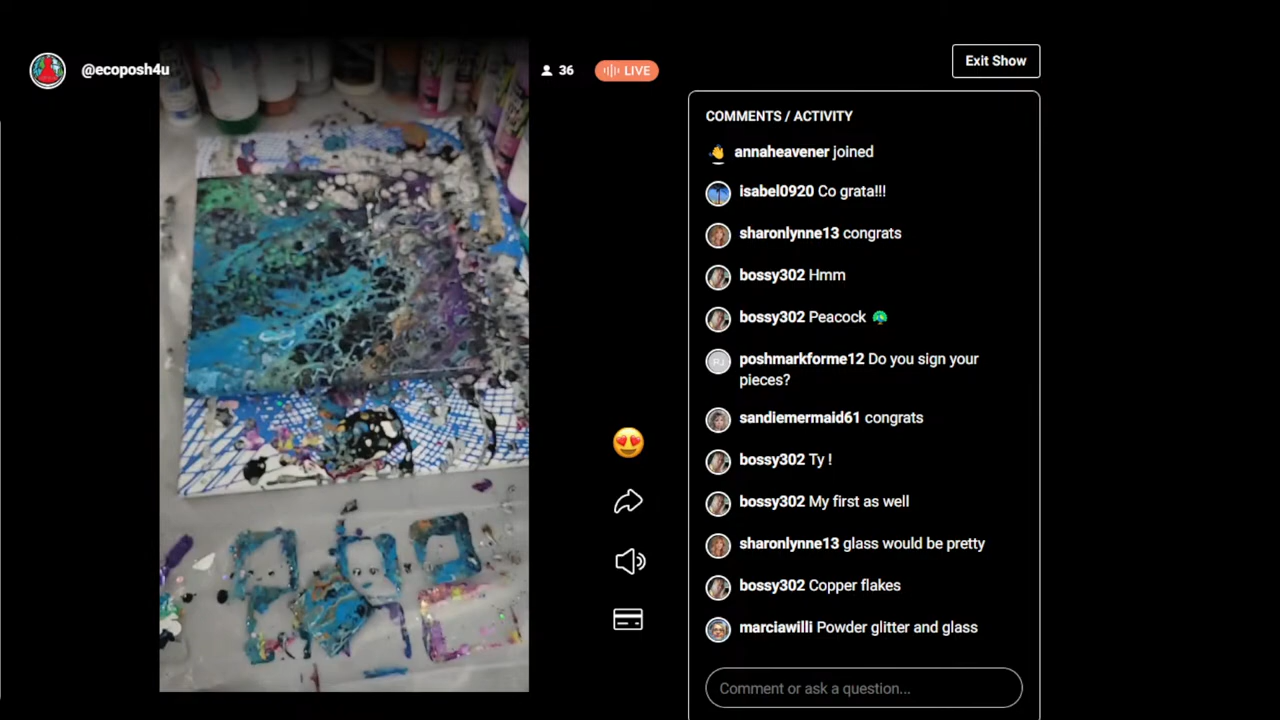 @ecoposh4u
36
LIVE
Exit Show
COMMENTS / ACTIVITY
annaheavener joined
isabel0920 Co grata!!!
sharonlynne13 congrats
bossy302 Hmm
bossy302 Peacock
poshmarkforme12 Do you sign your
pieces?
sandiemermaid61 congrats
bossy302 Ty !
bossy302 My first as well
sharonlynne13 glass would be pretty
bossy302 Copper flakes
marciawilli Powder glitter and glass
Comment or ask a question...